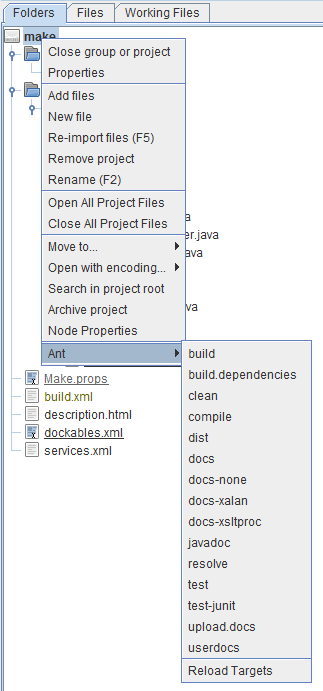 Folders Files Working Files
make
Close group or project
Properties
Add files
New file
Re-import files (F5)
Remove project
Rename (F2)
Open All Project Files
Close All Project Files
Move to...
Open with encoding...
Search in project root
Archive project
Node Properties
Ant
build
build.dependencies
clean
compile
dist
docs
docs-none
docs-xalan
docs-xsltproc
javadoc
resolve
test
test-junit
upload.docs
userdocs
Reload Targets
er.java
Make.props
build.xml
description.html
dockables.xml
services.xml